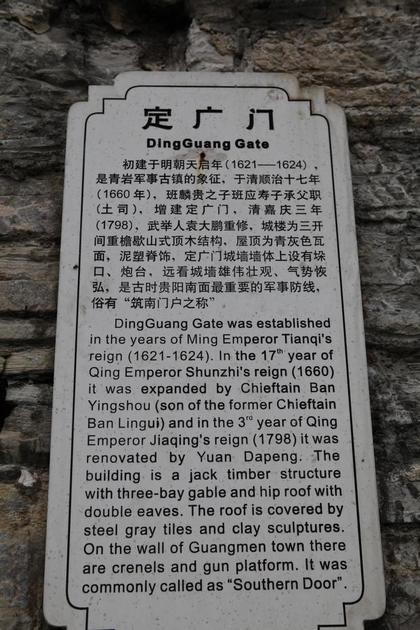 定广门
DingGuang Gate
初建于明朝天启年（1621——1624），
是青岩军事古镇的象征，于清顺治十七年
（1660 年），班麟贵之子班应寿子承父职
（土司），增建定广门，清嘉庆三年
（1798），武举人袁大鹏重修，城楼为三开
间重檐歇山式顶木结构，屋顶为青灰色瓦
面，泥塑脊饰，定广门城墙墙体上设有垛
口、炮台，远看城墙雄伟壮观、气势恢
弘，是古时贵阳南面最重要的军事防线，
俗有“筑南门户之称”
DingGuang Gate was established
in the years of Ming Emperor Tianqi's
reign (1621-1624). In the 17th year of
Qing Emperor Shunzhi's reign (1660)
it was expanded by Chieftain Ban
Yingshou (son of the former Chieftain
Ban Lingui) and in the 3rd year of Qing
Emperor Jiaqing's reign (1798) it was
renovated by Yuan Dapeng. The
building is a jack timber structure
with three-bay gable and hip roof with
double eaves. The roof is covered by
steel gray tiles and clay sculptures.
On the wall of Guangmen town there
are crenels and gun platform. It was
commonly called as “Southern Door”.